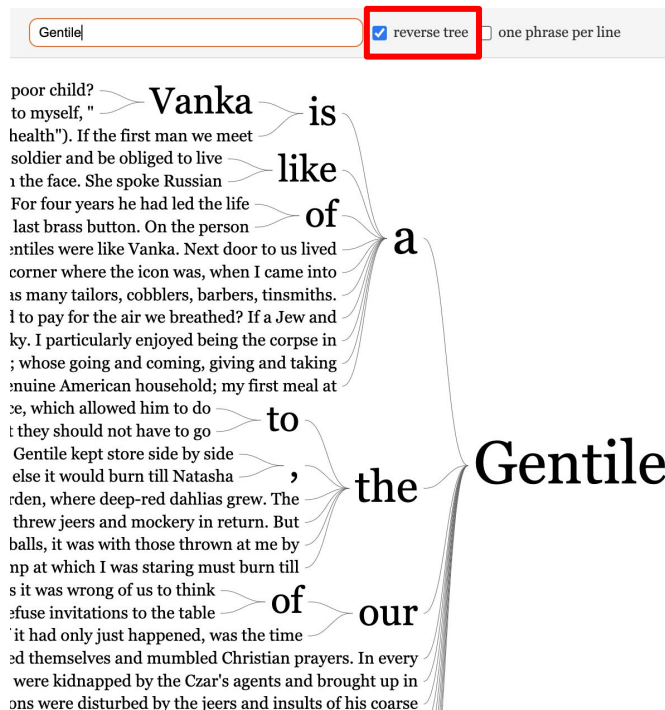 Gentile
reverse tree
one phrase per line
poor child?
to myself, "
Vanka
is
health"). If the first man we meet
soldier and be obliged to live
n the face. She spoke Russian
like
For four years he had led the life
last brass button. On the person
of
entiles were like Vanka. Next door to us lived
corner where the icon was, when I came into
as many tailors, cobblers, barbers, tinsmiths.
d to pay for the air we breathed? If a Jew and
ky. I particularly enjoyed being the corpse in
; whose going and coming, giving and taking
enuine American household; my first meal at
a
ce, which allowed him to do
t they should not have to go
to
Gentile kept store side by side
else it would burn till Natasha
,
rden, where deep-red dahlias grew. The
threw jeers and mockery in return. But
balls, it was with those thrown at me by
mp at which I was staring must burn till
the
Gentile
s it was wrong of us to think
efuse invitations to the table
of
it had only just happened, was the time
our
ed themselves and mumbled Christian prayers. In every
were kidnapped by the Czar's agents and brought up in
ons were disturbed by the jeers and insults of his coarse